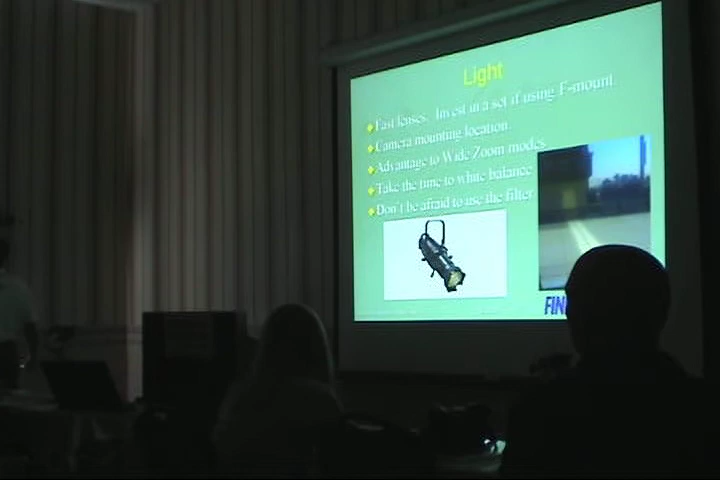 Light
Fast lenses. Invest in a set if using F-mount.
Camera mounting location.
Advantage to Wide Zoom modes
Take the time to white balance
Don't be afraid to use the filter
FIN